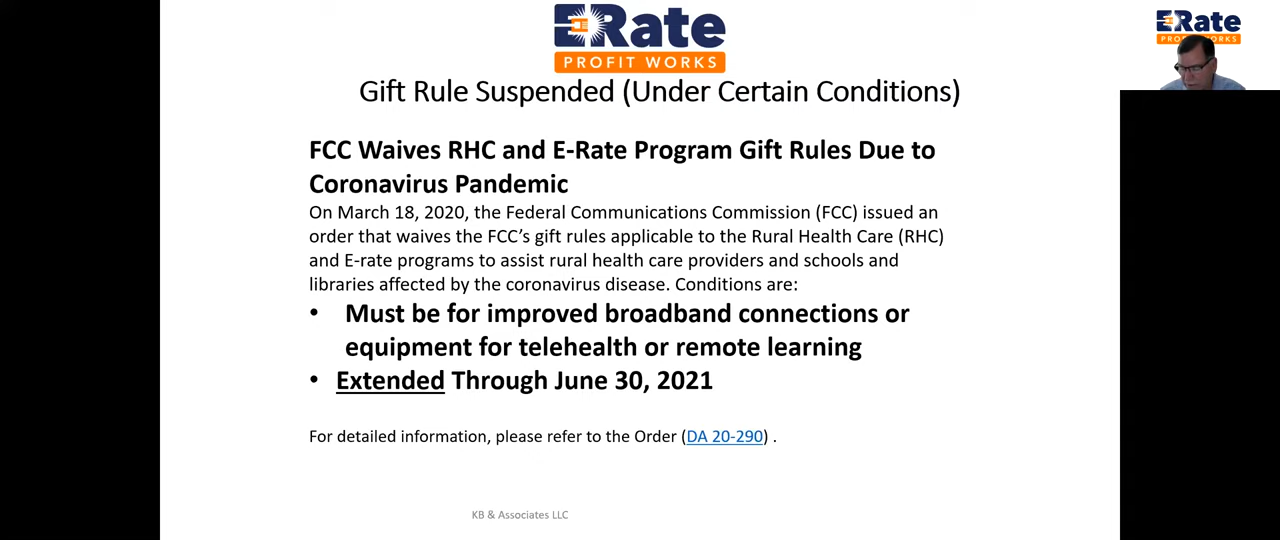 ERate
PROFIT WORKS
ERate
PROFIT WORKS
Gift Rule Suspended (Under Certain Conditions)
FCC Waives RHC and E-Rate Program Gift Rules Due to
Coronavirus Pandemic
On March 18, 2020, the Federal Communications Commission (FCC) issued an
order that waives the FCC’s gift rules applicable to the Rural Health Care (RHC)
and E-rate programs to assist rural health care providers and schools and
libraries affected by the coronavirus disease. Conditions are:
• Must be for improved broadband connections or
equipment for telehealth or remote learning
• Extended Through June 30, 2021
For detailed information, please refer to the Order (DA 20-290) .
KB & Associates LLC